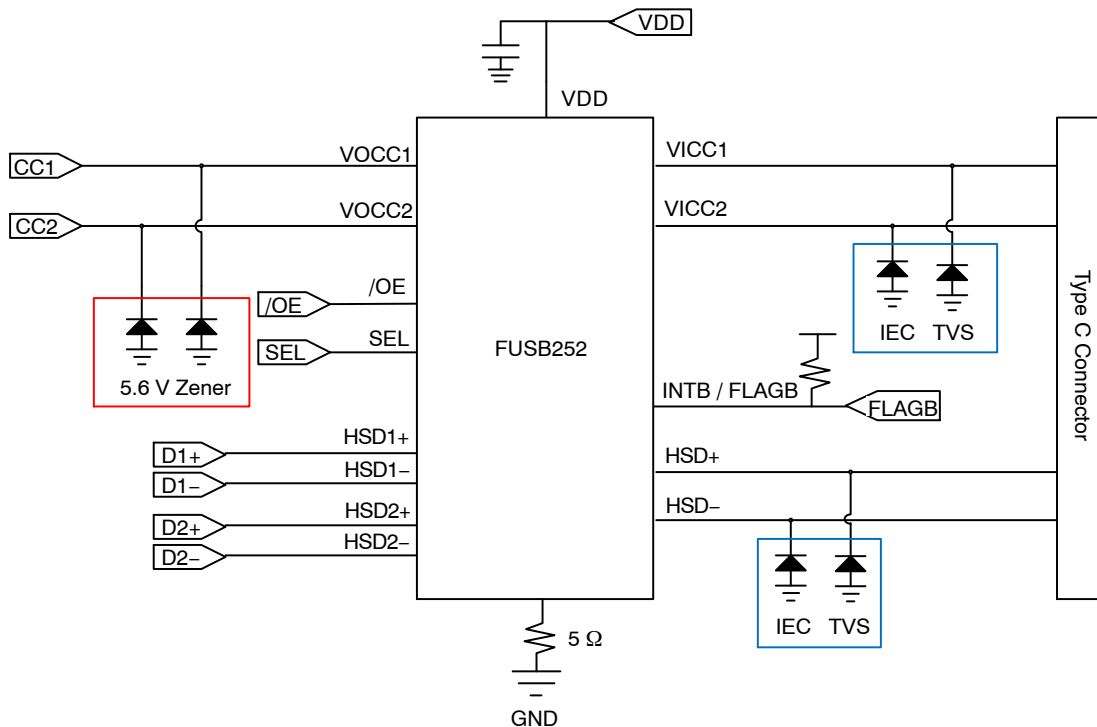 VDD
VDD
CC1
VOCC1
VICC1
CC2
VOCC2
VICC2
/OE
/OE
SEL
SEL
FUSB252
5.6 V Zener
IEC TVS
INTB / FLAGB
FLAGB
Type C Connector
D1+
HSD1+
HSD+
D1−
HSD1−
D2+
HSD2+
HSD−
D2−
HSD2−
IEC TVS
5 Ω
GND